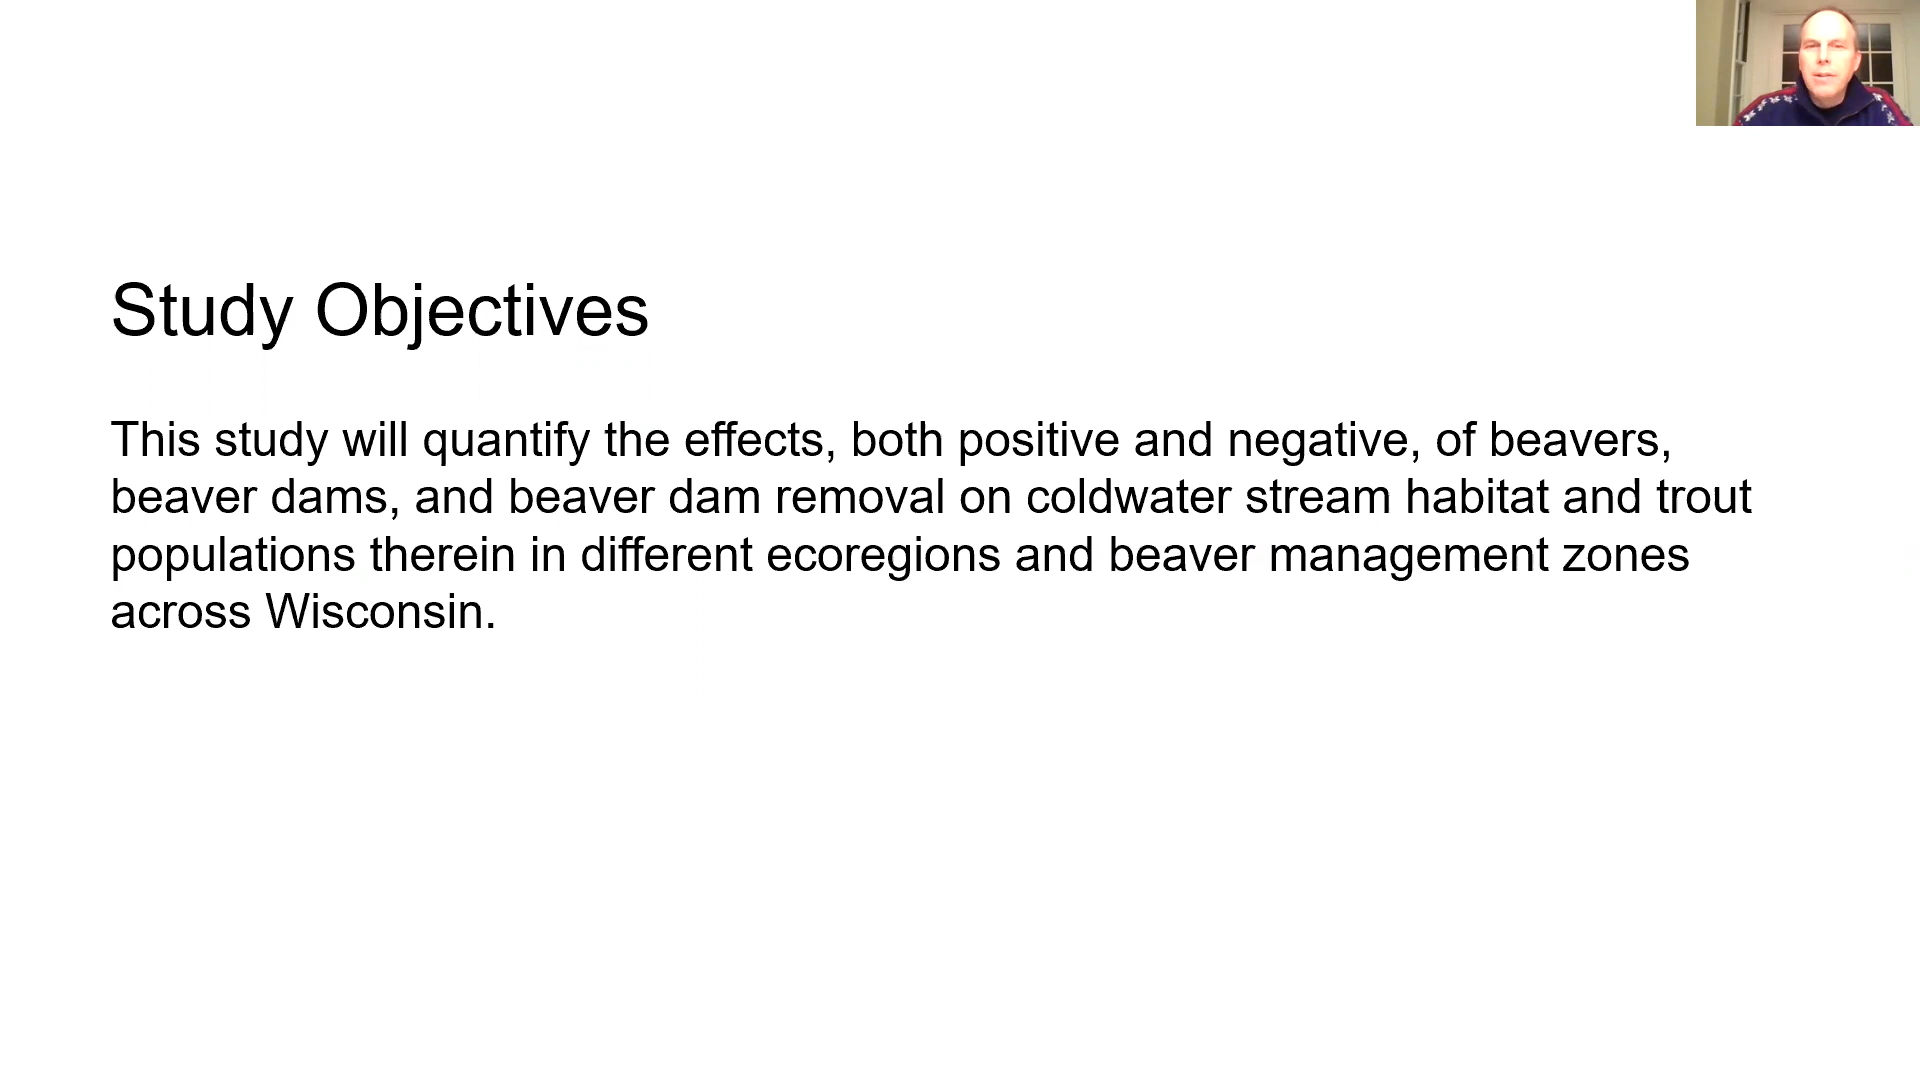 Study Objectives
This study will quantify the effects, both positive and negative, of beavers,
beaver dams, and beaver dam removal on coldwater stream habitat and trout
populations therein in different ecoregions and beaver management zones
across Wisconsin.